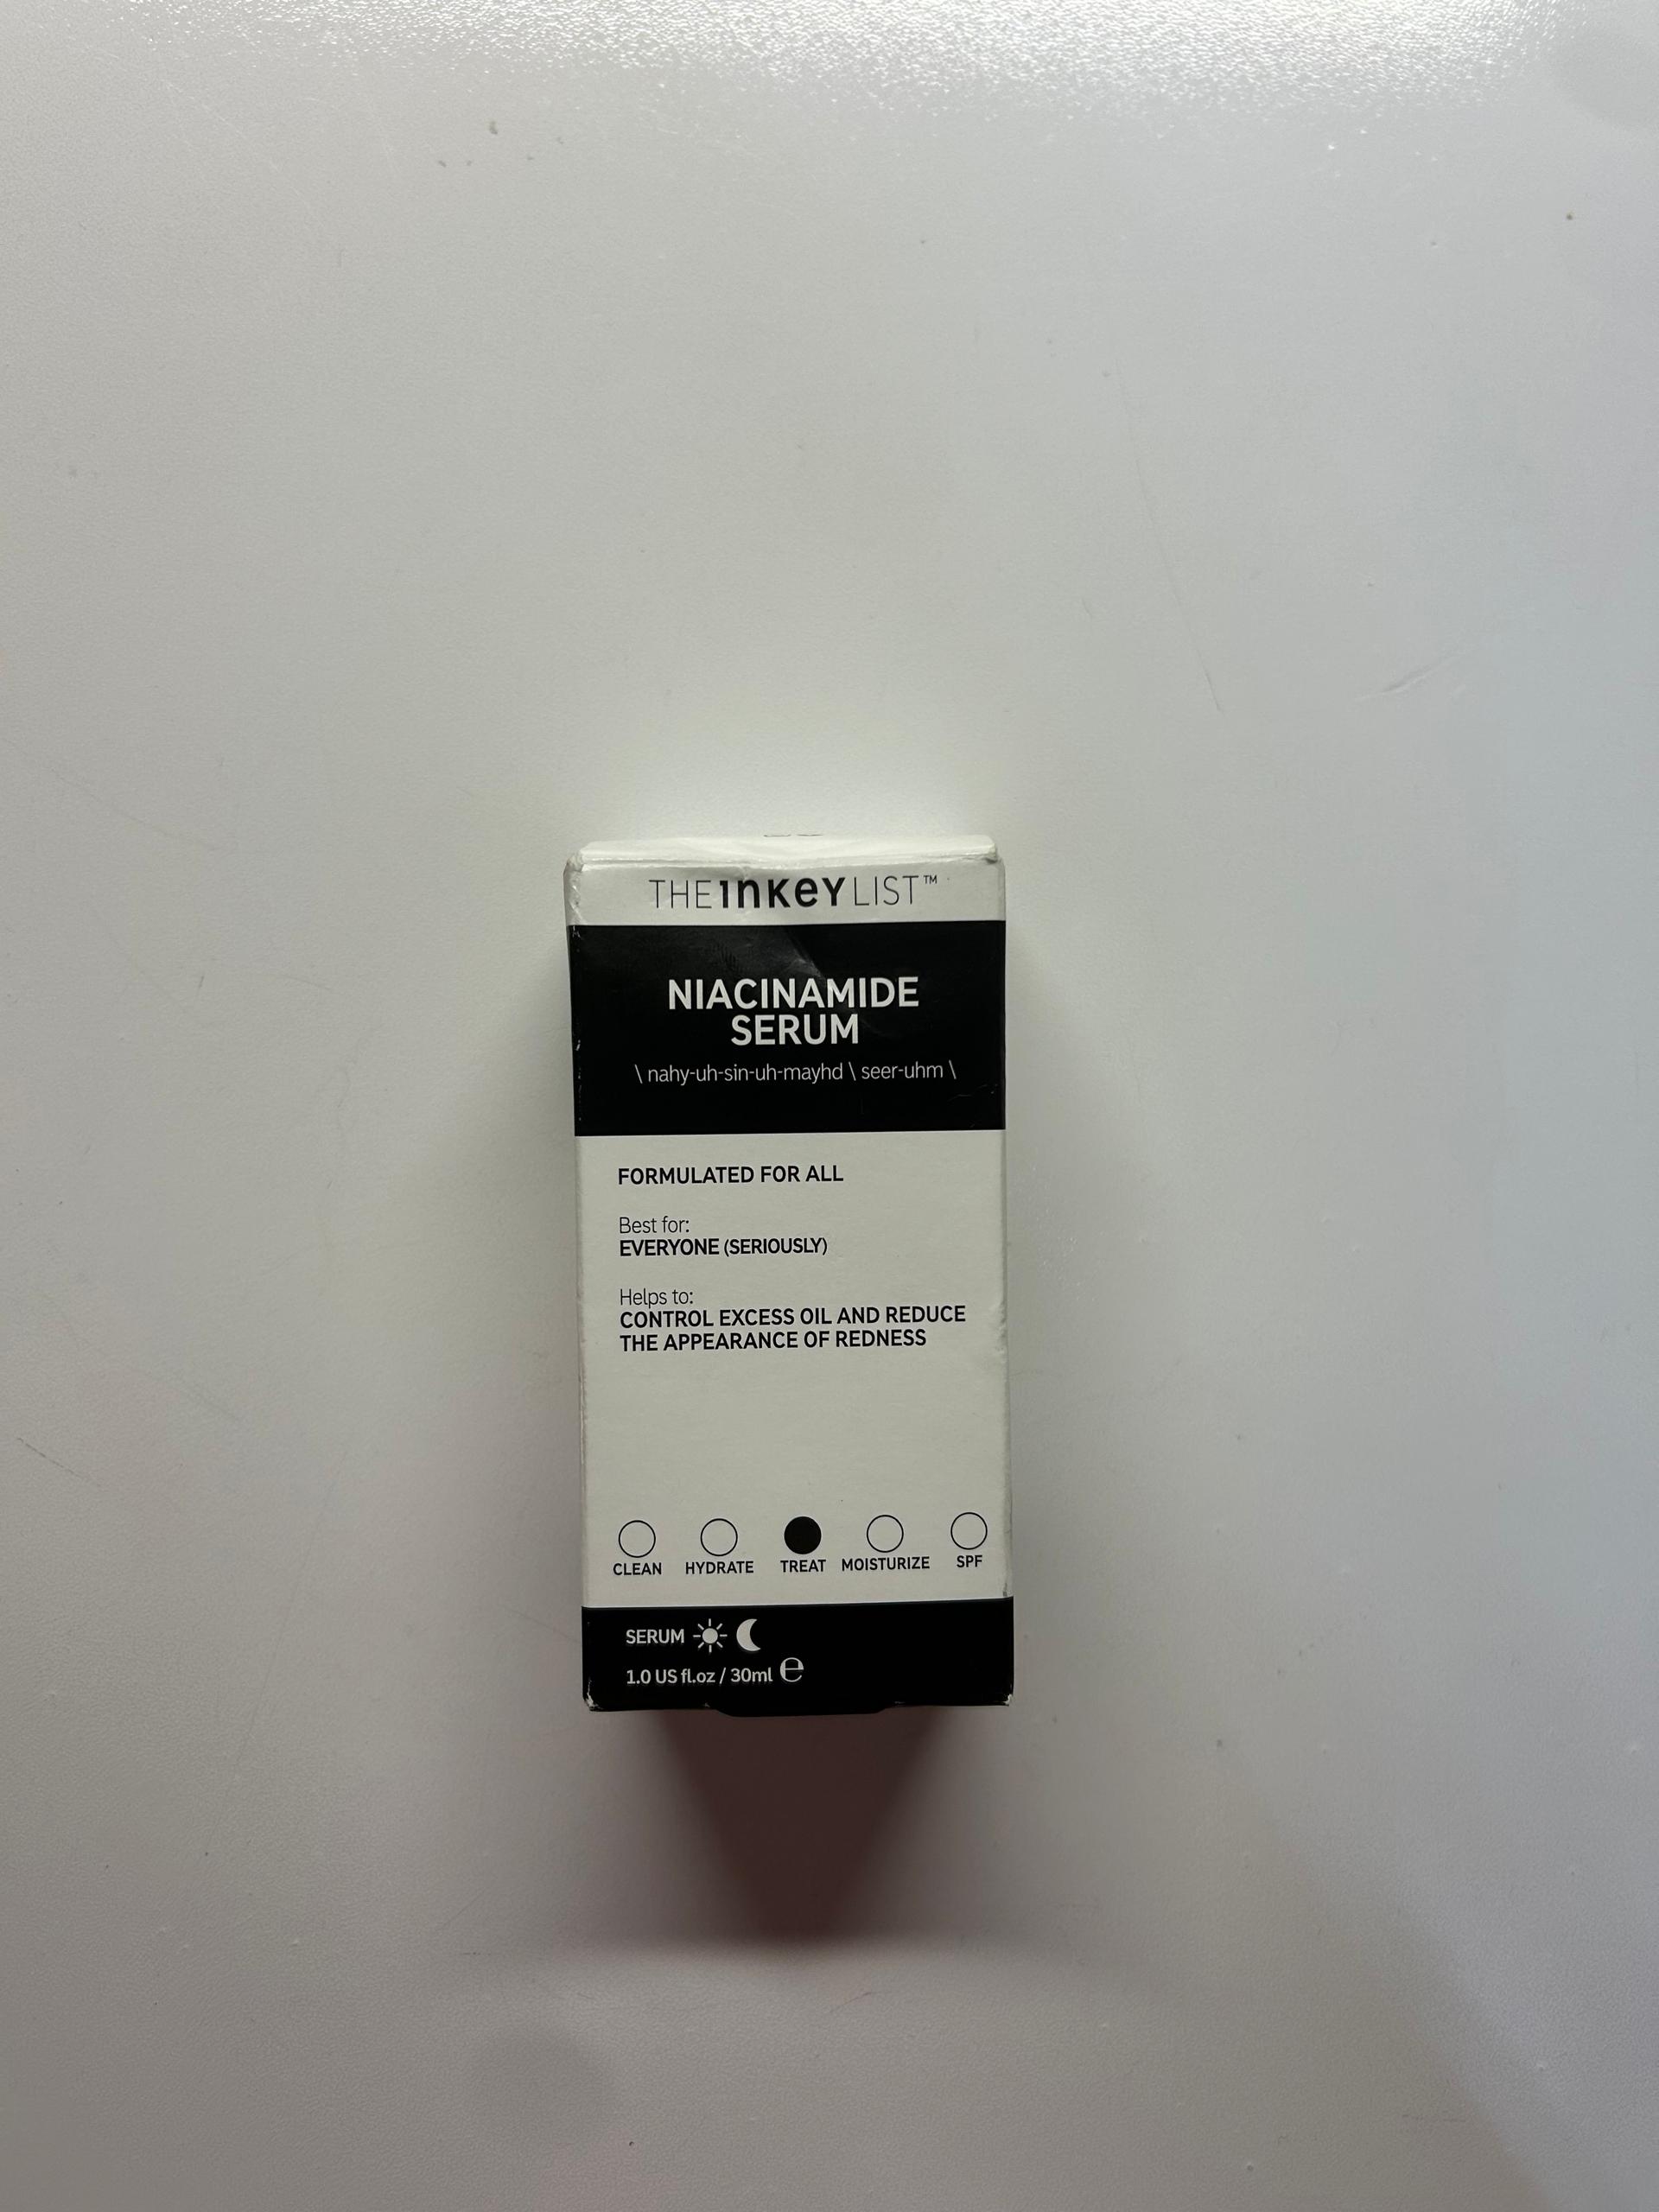 THE INKEY LIST™
NIACINAMIDE
SERUM
\ nahy-uh-sin-uh-mayhd \ seer-uhm \
FORMULATED FOR ALL
Best for:
EVERYONE (SERIOUSLY)
Helps to:
CONTROL EXCESS OIL AND REDUCE
THE APPEARANCE OF REDNESS
CLEAN HYDRATE TREAT MOISTURIZE SPF
SERUM
1.0 US fl.oz / 30ml ℮